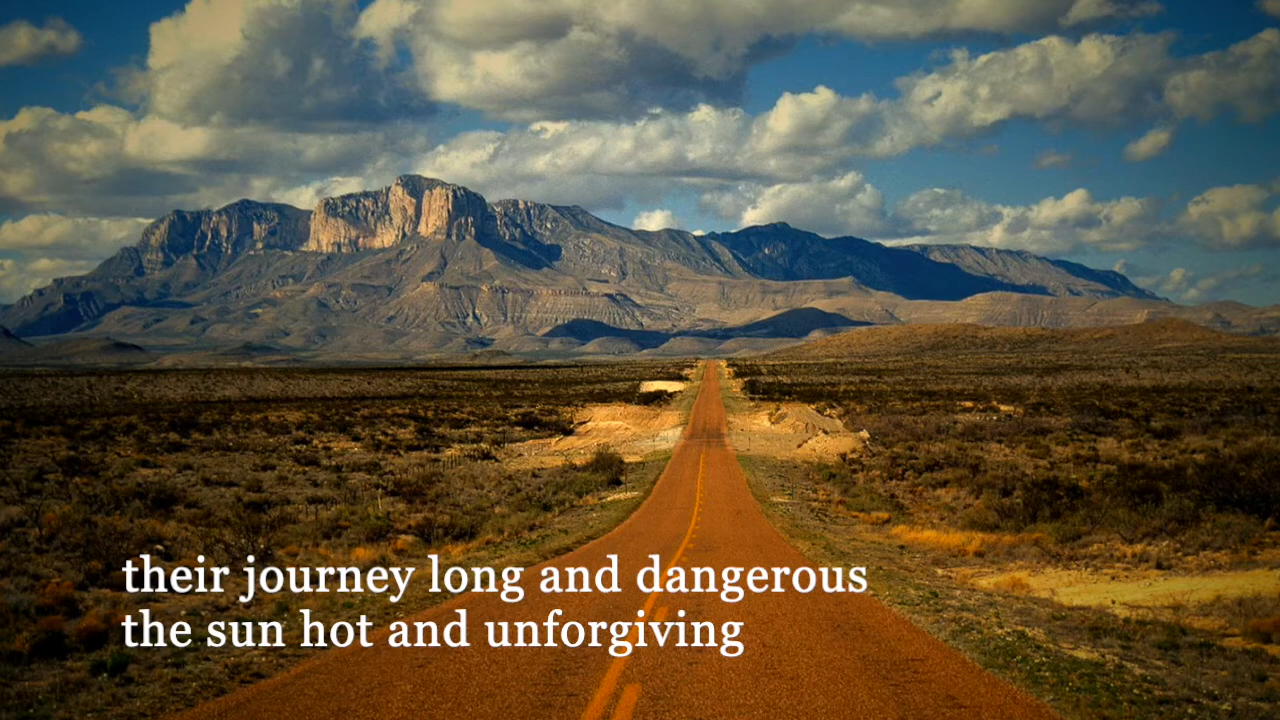 their journey long and dangerous
the sun hot and unforgiving